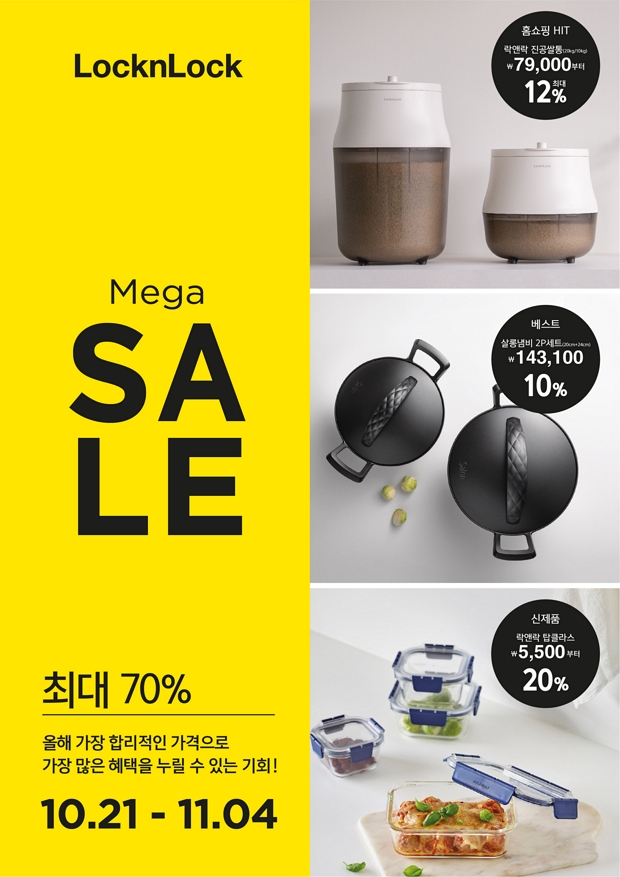 LocknLock
Mega
SA
LE
최대 70%
올해 가장 합리적인 가격으로
가장 많은 혜택을 누릴 수 있는 기회!
10.21 - 11.04
홈쇼핑 HIT
락앤락 진공쌀통(20kg/10kg)
₩79,000부터
최대
12%
베스트
살롱냄비 2P세트(20cm+24cm)
₩143,100
10%
신제품
락앤락 탑클라스
₩5,500부터
20%